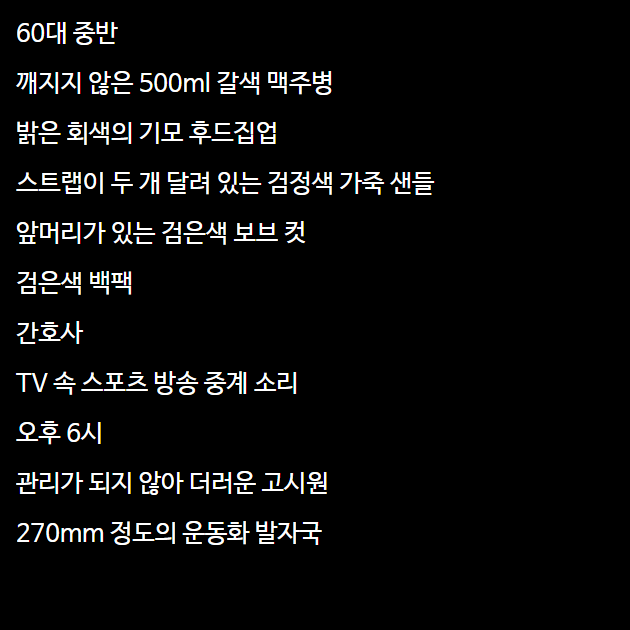 60대 중반
깨지지 않은 500ml 갈색 맥주병
밝은 회색의 기모 후드집업
스트랩이 두 개 달려 있는 검정색 가죽 샌들
앞머리가 있는 검은색 보브 컷
검은색 백팩
간호사
TV 속 스포츠 방송 중계 소리
오후 6시
관리가 되지 않아 더러운 고시원
270mm 정도의 운동화 발자국